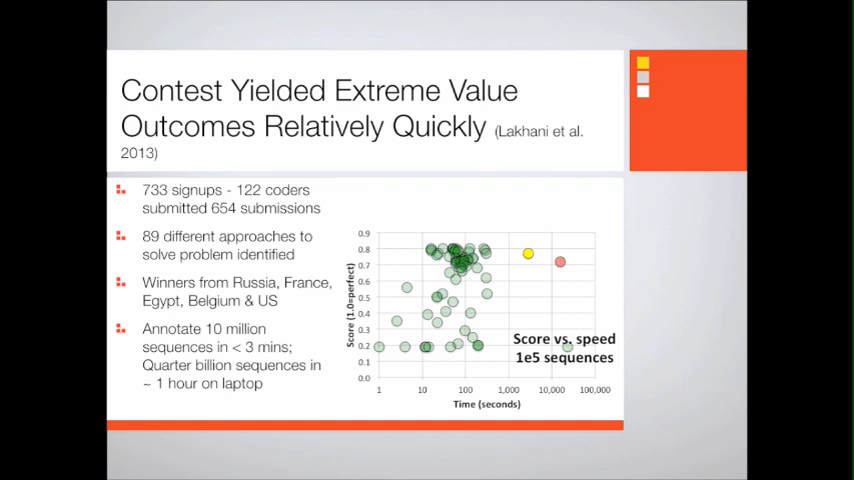 Contest Yielded Extreme Value
Outcomes Relatively Quickly (Lakhani et al.
2013)
733 signups - 122 coders
submitted 654 submissions
89 different approaches to
solve problem identified
Winners from Russia, France,
Egypt, Belgium & US
Annotate 10 million
sequences in < 3 mins;
Quarter billion sequences in
~ 1 hour on laptop
Score (1.0=perfect)
0.9
0.8
0.7
0.6
0.5
0.4
0.3
0.2
0.1
0.0
Score vs. speed
1e5 sequences
1 10 100 1,000 10,000 100,000
Time (seconds)